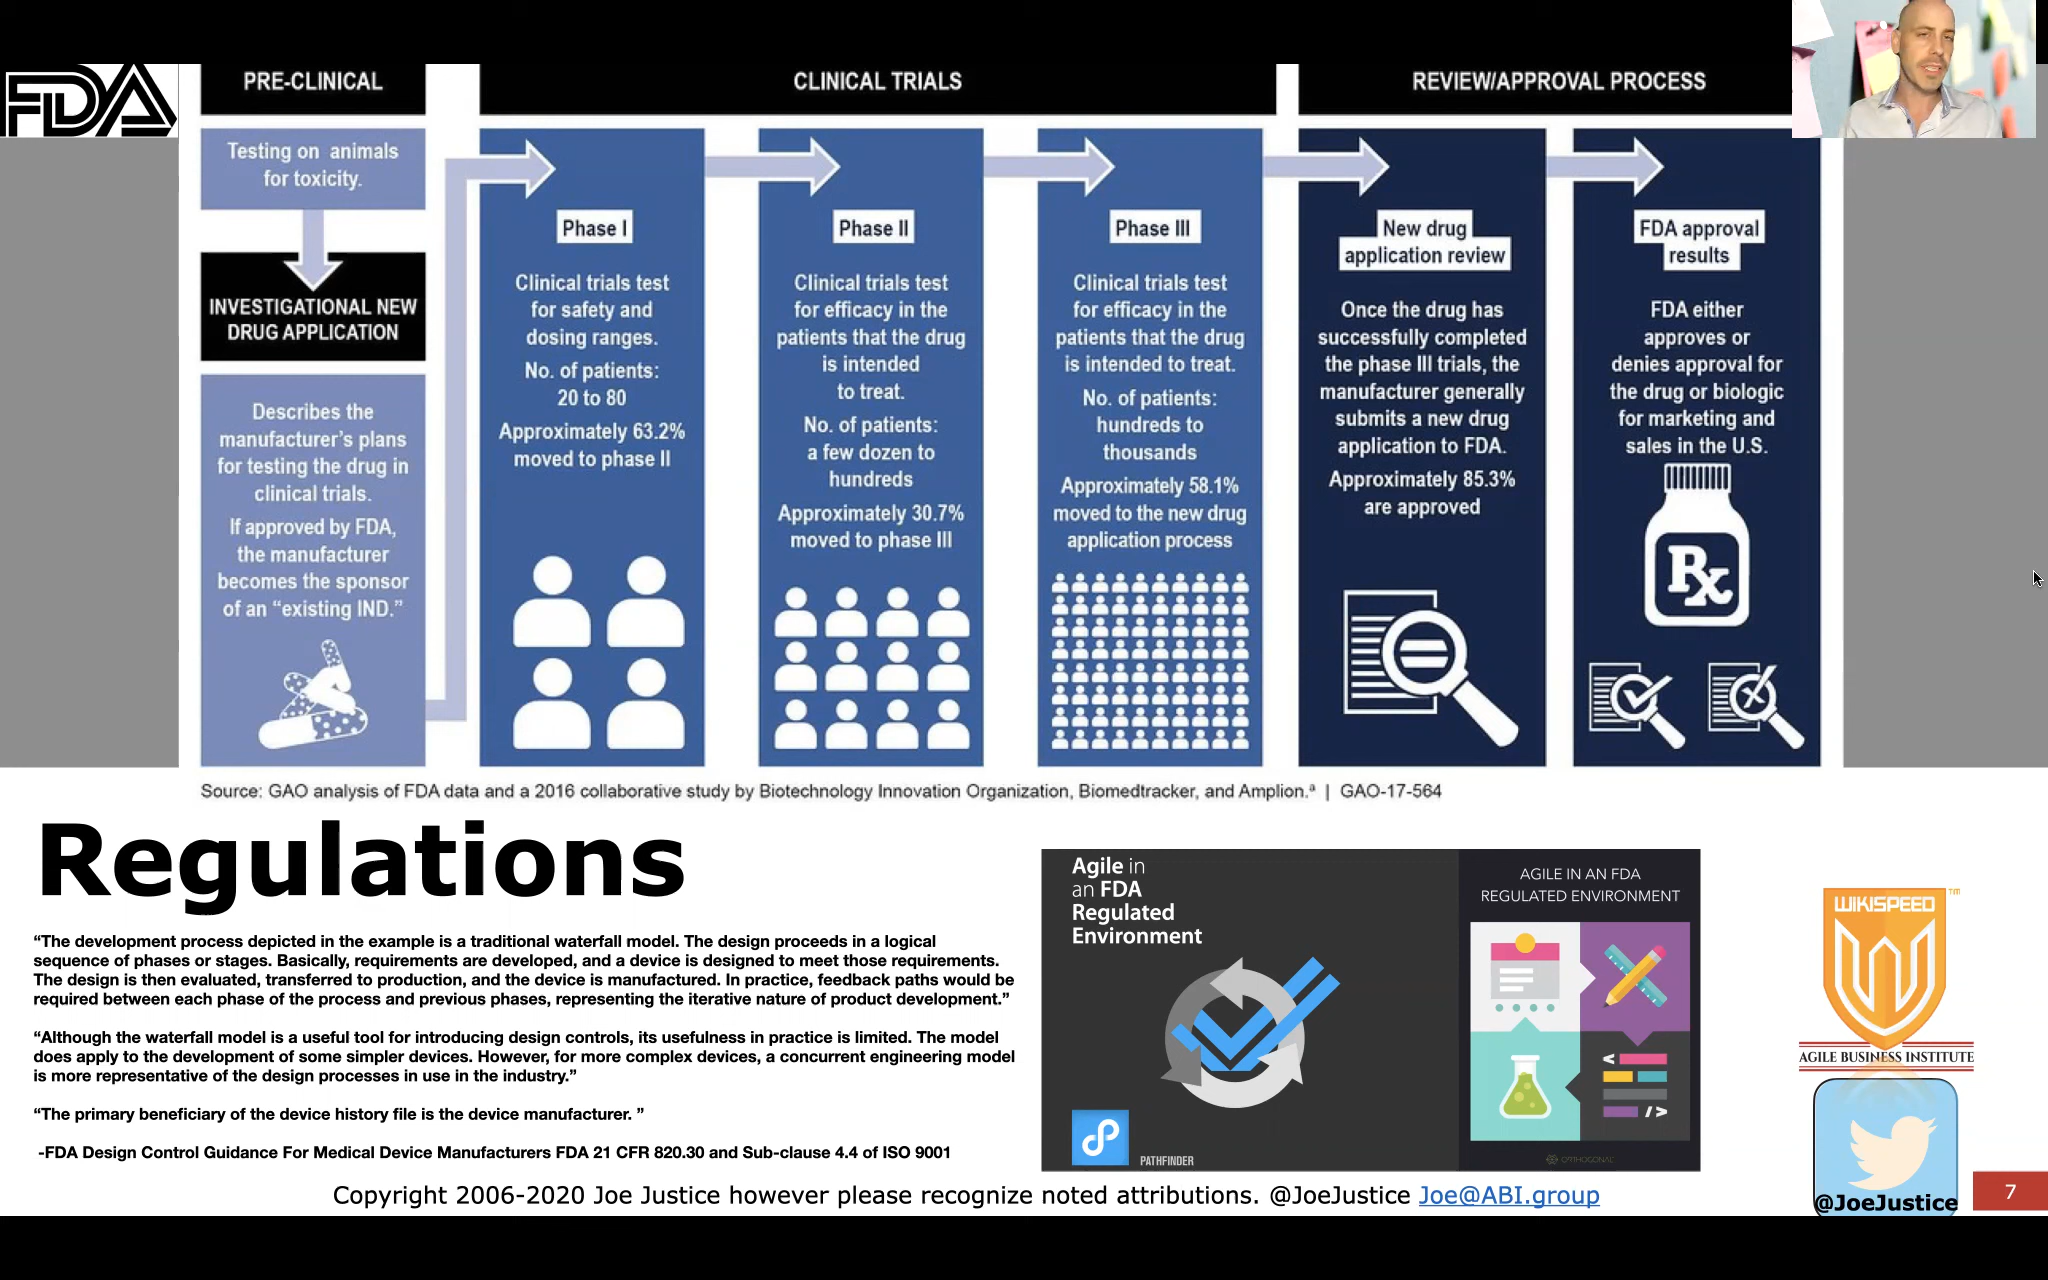 FDA
PRE-CLINICAL
CLINICAL TRIALS
REVIEW/APPROVAL PROCESS
Testing on animals
for toxicity.
INVESTIGATIONAL NEW
DRUG APPLICATION
Describes the
manufacturer's plans
for testing the drug in
clinical trials.
If approved by FDA,
the manufacturer
becomes the sponsor
of an “existing IND.”
Phase I
Clinical trials test
for safety and
dosing ranges.
No. of patients:
20 to 80
Approximately 63.2%
moved to phase II
Phase II
Clinical trials test
for efficacy in the
patients that the drug
is intended
to treat.
No. of patients:
a few dozen to
hundreds
Approximately 30.7%
moved to phase III
Phase III
Clinical trials test
for efficacy in the
patients that the drug
is intended to treat.
No. of patients:
hundreds to
thousands
Approximately 58.1%
moved to the new drug
application process
New drug
application review
Once the drug has
successfully completed
the phase III trials, the
manufacturer generally
submits a new drug
application to FDA.
Approximately 85.3%
are approved
FDA approval
results
FDA either
approves or
denies approval for
the drug or biologic
for marketing and
sales in the U.S.
Rx
Source: GAO analysis of FDA data and a 2016 collaborative study by Biotechnology Innovation Organization, Biomedtracker, and Amplion.ª | GAO-17-564
Regulations
“The development process depicted in the example is a traditional waterfall model. The design proceeds in a logical
sequence of phases or stages. Basically, requirements are developed, and a device is designed to meet those requirements.
The design is then evaluated, transferred to production, and the device is manufactured. In practice, feedback paths would be
required between each phase of the process and previous phases, representing the iterative nature of product development.”
“Although the waterfall model is a useful tool for introducing design controls, its usefulness in practice is limited. The model
does apply to the development of some simpler devices. However, for more complex devices, a concurrent engineering model
is more representative of the design processes in use in the industry.”
“The primary beneficiary of the device history file is the device manufacturer. ”
-FDA Design Control Guidance For Medical Device Manufacturers FDA 21 CFR 820.30 and Sub-clause 4.4 of ISO 9001
Agile in
an FDA
Regulated
Environment
PATHFINDER
AGILE IN AN FDA
REGULATED ENVIRONMENT
< />
ORTHOGONAL
WIKISPEED TM
AGILE BUSINESS INSTITUTE
@JoeJustice
Copyright 2006-2020 Joe Justice however please recognize noted attributions. @JoeJustice Joe@ABI.group
7